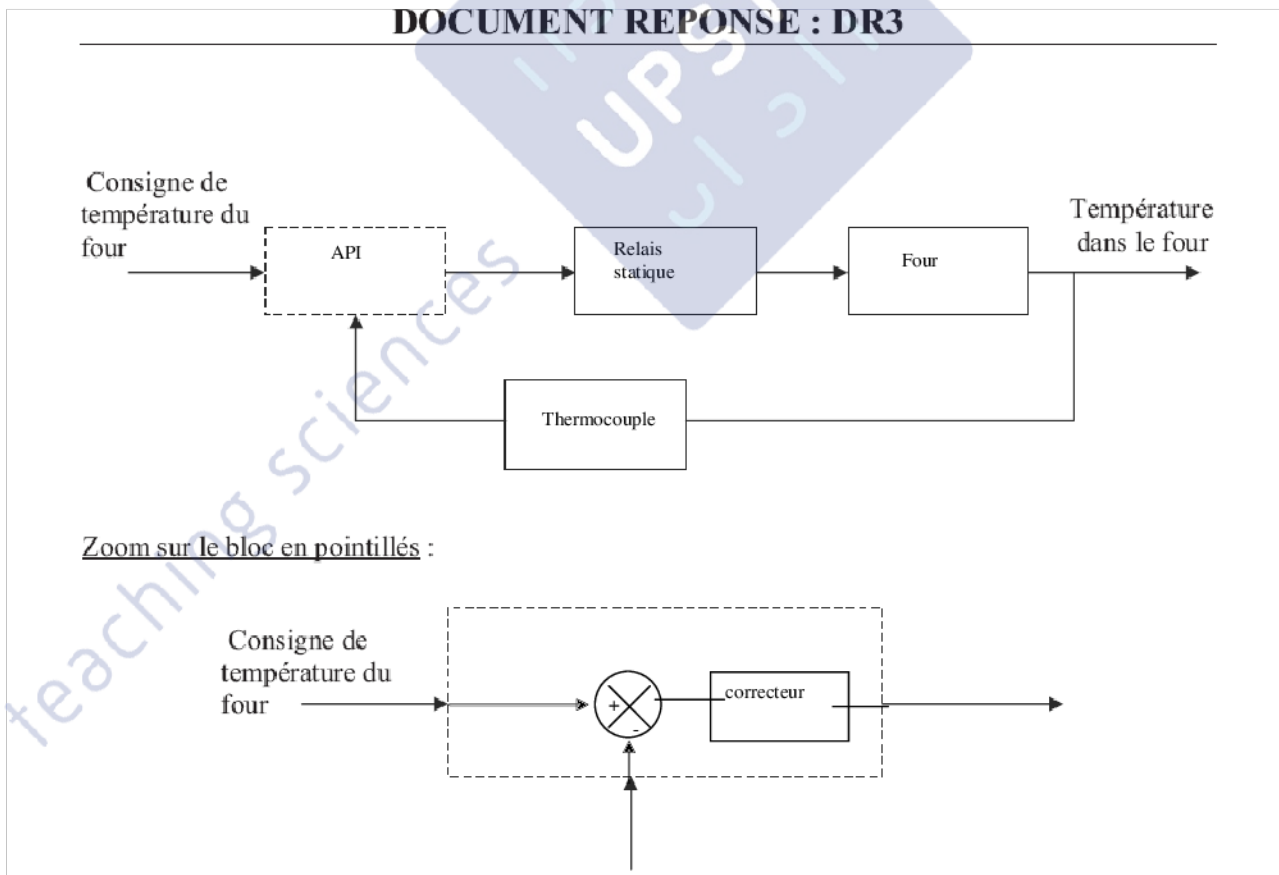 DOCUMENT REPONSE : DR3
UPS
Consigne de
température du
four
API
Relais
statique
Four
Température
dans le four
Thermocouple
teaching sciences
Zoom sur le bloc en pointillés :
Consigne de
température du
four
+
-
correcteur